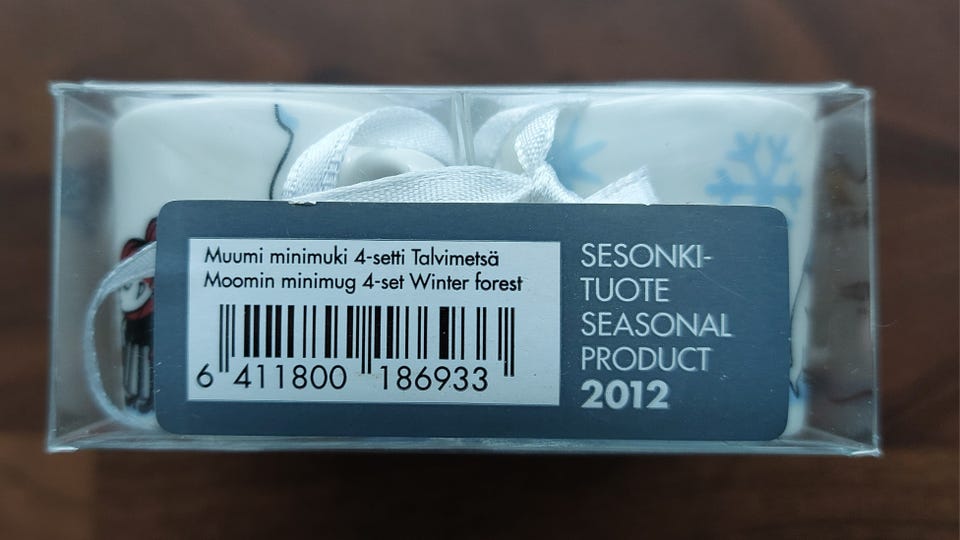 Muumi minimuki 4-setti Talvimetsä
Moomin minimug 4-set Winter forest
6 411800 186933
SESONKI-
TUOTE
SEASONAL
PRODUCT
2012